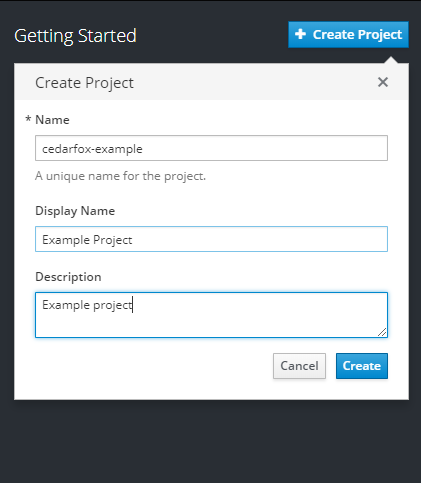 Getting Started
+ Create Project
Create Project ×
* Name
cedarfox-example
A unique name for the project.
Display Name
Example Project
Description
Example project
Cancel Create